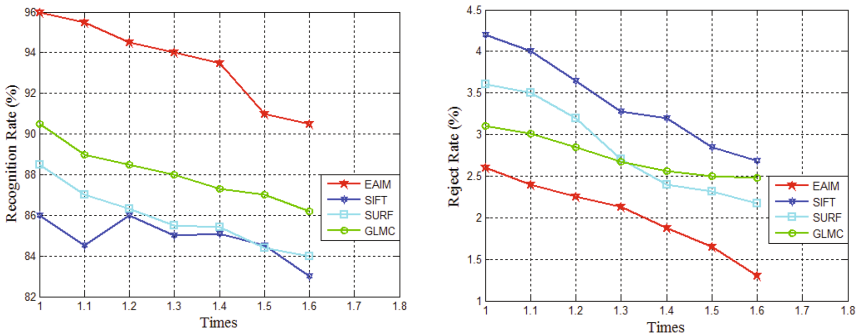 96
94
92
90
88
86
84
82
Recognition Rate (%)
1 1.1 1.2 1.3 1.4 1.5 1.6 1.7 1.8
Times
EAIM
SIFT
SURF
GLMC
4.5
4
3.5
3
2.5
2
1.5
1
Reject Rate (%)
1 1.1 1.2 1.3 1.4 1.5 1.6 1.7 1.8
Times
EAIM
SIFT
SURF
GLMC